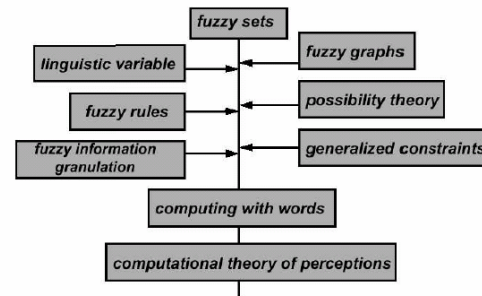 fuzzy sets
linguistic variable
fuzzy graphs
fuzzy rules
possibility theory
fuzzy information
granulation
generalized constraints
computing with words
computational theory of perceptions